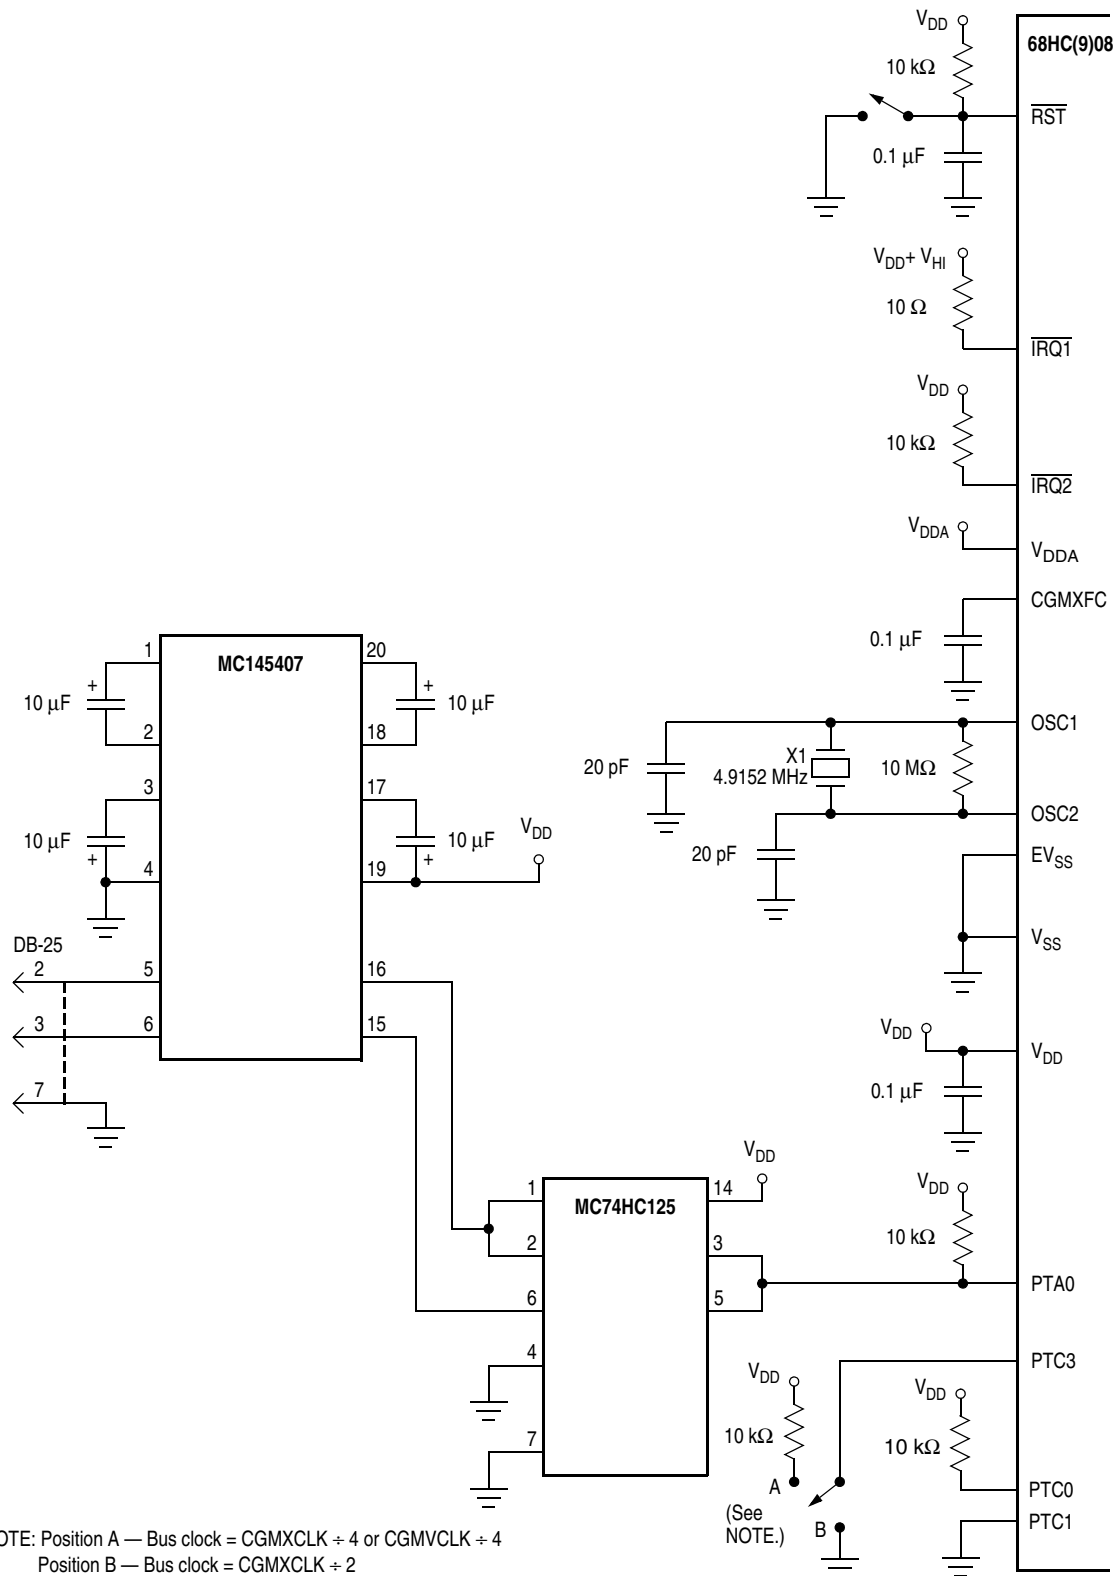 V_DD
68HC(9)08
10 kΩ
R̅S̅T̅
0.1 μF
V_DD + V_HI
10 Ω
I̅R̅Q̅1̅
V_DD
10 kΩ
I̅R̅Q̅2̅
V_DDA
V_DDA
CGMXFC
0.1 μF
MC145407
1
20
+
10 μF
+
10 μF
2
18
OSC1
X1
4.9152 MHz
10 MΩ
20 pF
3
17
OSC2
10 μF
+
10 μF
+
V_DD
20 pF
EV_SS
4
19
V_SS
DB-25
2
5
16
3
6
15
V_DD
V_DD
7
0.1 μF
V_DD
MC74HC125
1
14
V_DD
2
3
10 kΩ
6
5
PTA0
4
PTC3
V_DD
V_DD
7
10 kΩ
10 kΩ
A
PTC0
(See
NOTE.)
B
PTC1
OTE: Position A — Bus clock = CGMXCLK ÷ 4 or CGMVCLK ÷ 4
Position B — Bus clock = CGMXCLK ÷ 2